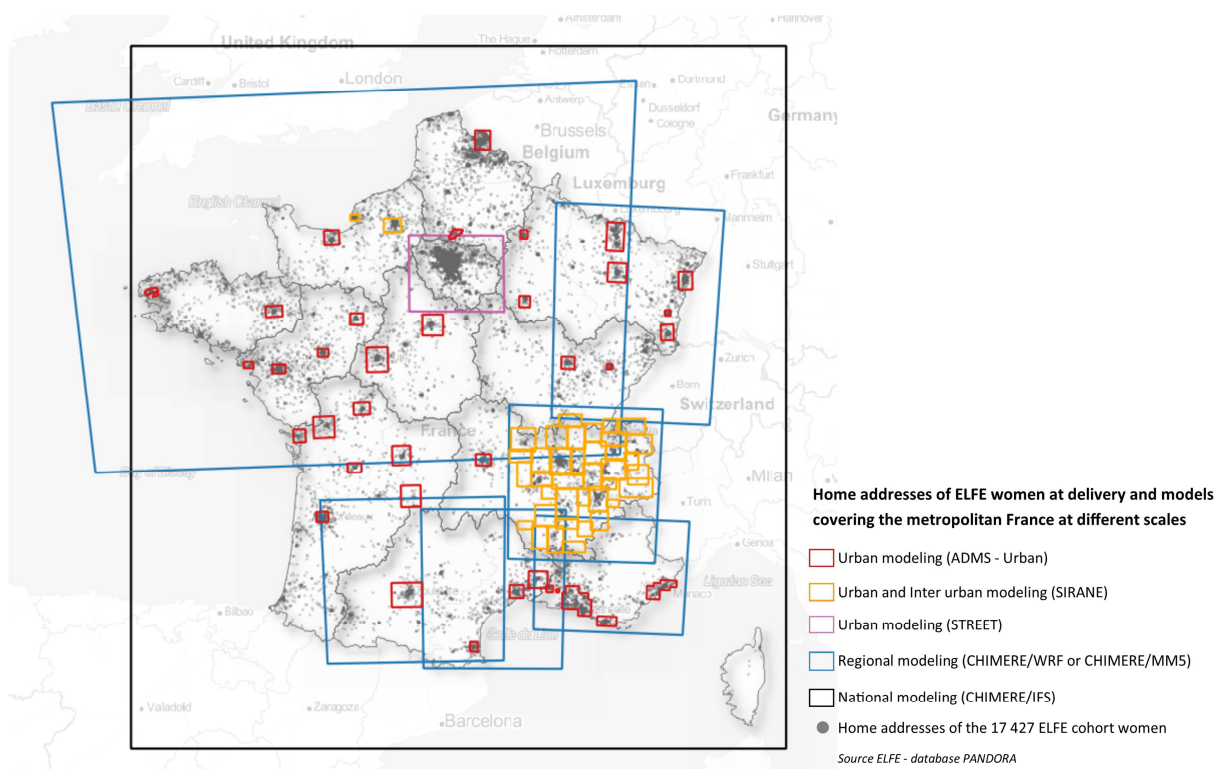 Amsterdam
Hannover
United Kingdom
The Hague
Rotterdam
Cardiff
Bristol
London
Essen
Dortmund
Antwerp
Dusseldorf
Cologne
Germany
Brussels
Belgium
Frankfurt
English Channel
Luxemburg
Mannheim
Stuttgart
Zurich
Bern
Switzerland
France
Milan
Turin
Genoa
Ligurian Sea
Monaco
Bilbao
Valladolid
Zaragoza
Barcelona
Home addresses of ELFE women at delivery and models
covering the metropolitan France at different scales
Urban modeling (ADMS - Urban)
Urban and Inter urban modeling (SIRANE)
Urban modeling (STREET)
Regional modeling (CHIMERE/WRF or CHIMERE/MM5)
National modeling (CHIMERE/IFS)
Home addresses of the 17 427 ELFE cohort women
Source ELFE - database PANDORA